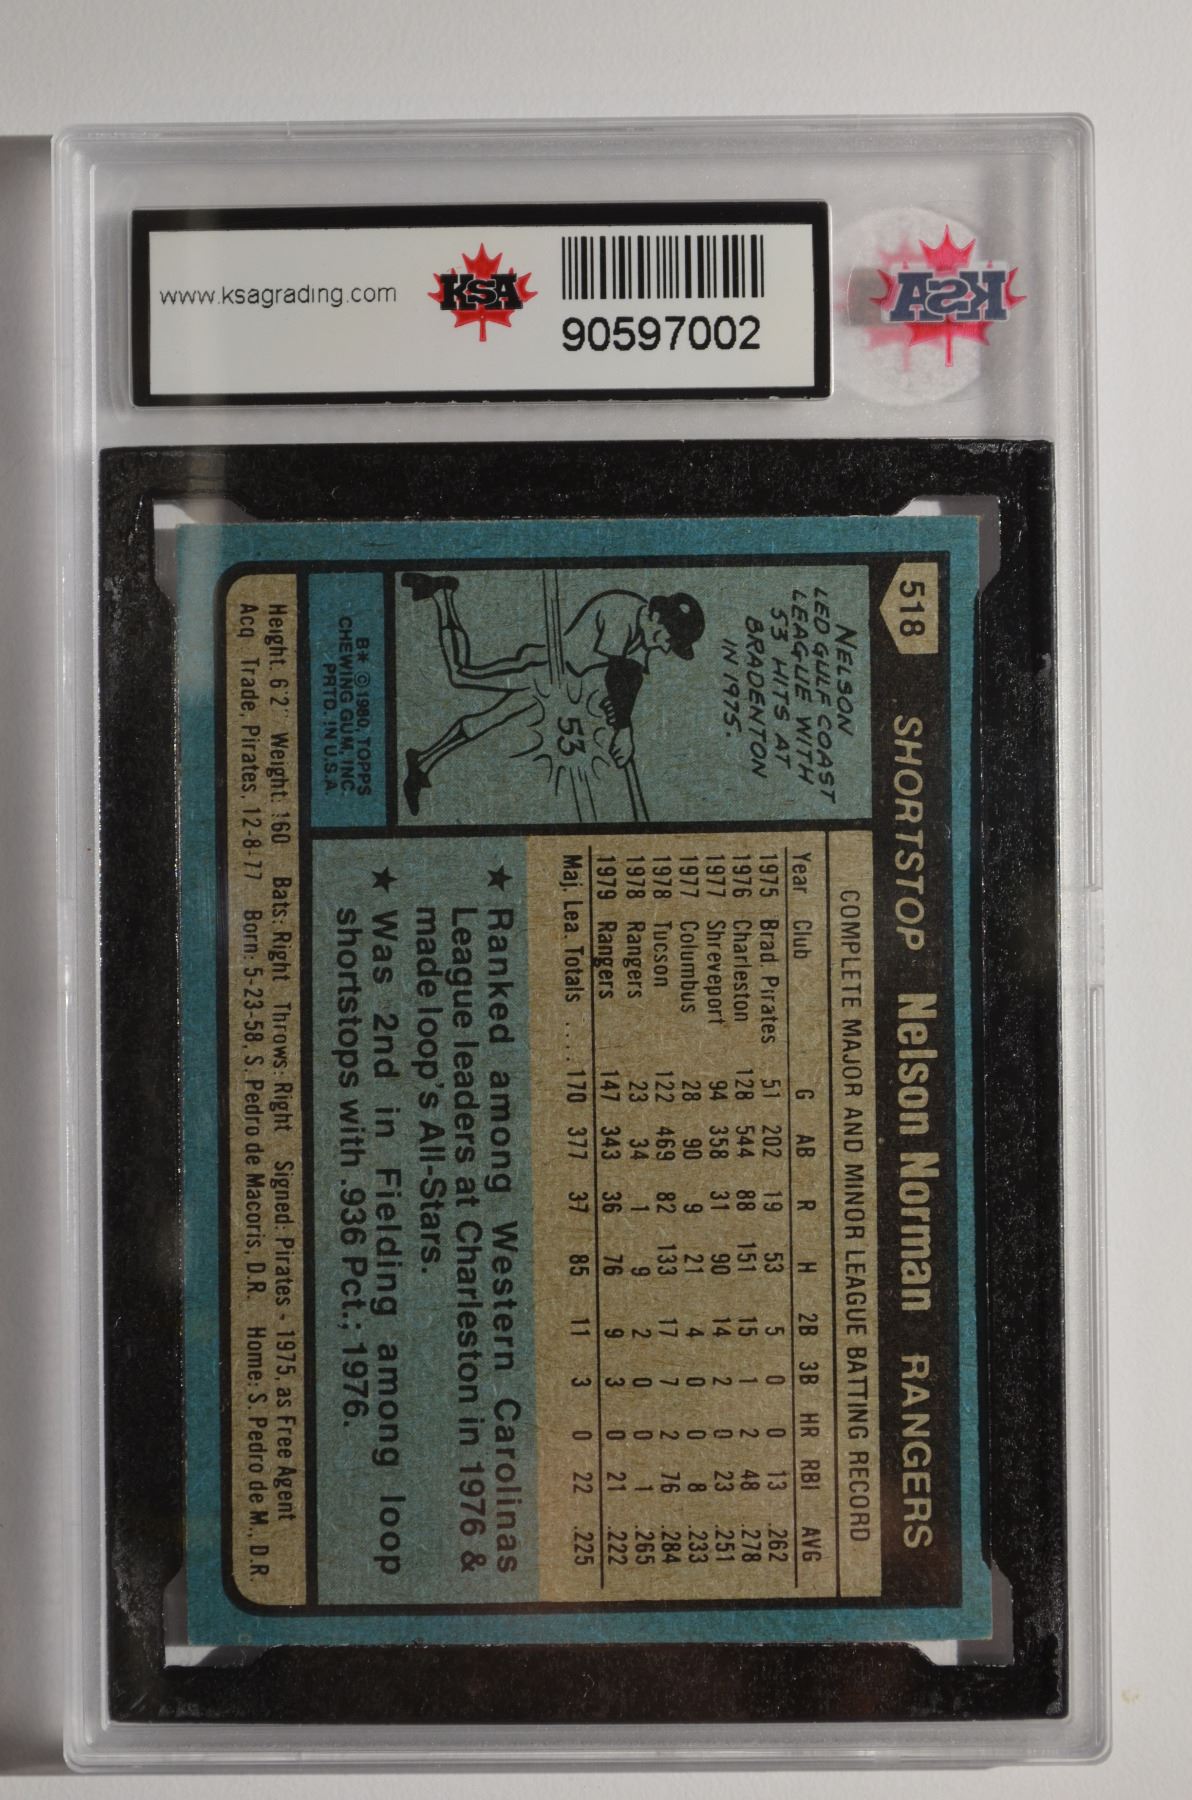 www.ksagrading.com
KSA
90597002
KSA
518 SHORTSTOP Nelson Norman RANGERS
NELSON
LED GULF COAST
LEAGUE WITH
53 HITS AT
BRADENTON
IN 1975.
53
B* © 1980, TOPPS
CHEWING GUM, INC.
PRTD. IN U.S.A.
COMPLETE MAJOR AND MINOR LEAGUE BATTING RECORD
Year Club G AB R H 2B 3B HR RBI AVG
1975 Brad. Pirates 51 202 19 53 5 0 0 13 .262
1976 Charleston 128 544 88 151 15 1 2 48 .278
1977 Shreveport 94 358 31 90 14 2 0 23 .251
1977 Columbus 28 90 9 21 4 0 0 8 .233
1978 Tucson 122 469 82 133 17 7 2 76 .284
1978 Rangers 23 34 1 9 2 0 0 1 .265
1979 Rangers 147 343 36 76 9 3 0 21 .222
Maj. Lea. Totals .... 170 377 37 85 11 3 0 22 .225
★ Ranked among Western Carolinas
League leaders at Charleston in 1976 &
made loop's All-Stars.
★ Was 2nd in Fielding among loop
shortstops with .936 Pct.; 1976.
Height: 6'2" Weight: 160 Bats: Right Throws: Right Signed: Pirates - 1975, as Free Agent
Acq. Trade, Pirates, 12-8-77 Born: 5-23-58, S. Pedro de Macoris, D.R. Home: S. Pedro de M., D.R.